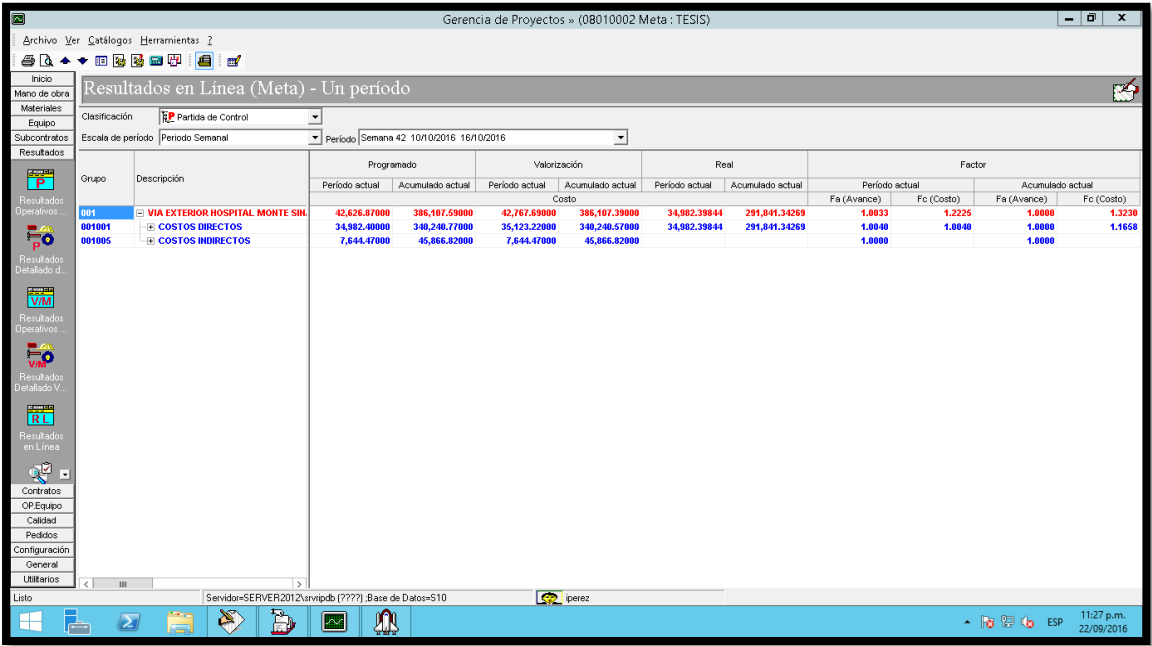 Gerencia de Proyectos » (08010002 Meta : TESIS)
Archivo Ver Catálogos Herramientas ?
Inicio
Mano de obra
Materiales
Equipo
Subcontratos
Resultados
Resultados Operativos ...
Resultados Detallado d...
V/M
Resultados Operativos ...
V/M
Resultados Detallado V...
R L
Resultados en Línea
Contratos
OP.Equipo
Calidad
Pedidos
Configuración
General
Utilitarios
Resultados en Línea (Meta) - Un período
Clasificación Partida de Control
Escala de período Periodo Semanal Período Semana 42 10/10/2016 16/10/2016
Grupo Descripción Programado Valorización Real Factor
Período actual Acumulado actual Período actual Acumulado actual Período actual Acumulado actual Período actual Acumulado actual
Costo Fa (Avance) Fc (Costo) Fa (Avance) Fc (Costo)
001 VIA EXTERIOR HOSPITAL MONTE SIN. 42,626.87000 386,107.59000 42,767.69000 386,107.39000 34,982.39844 291,841.34269 1.0033 1.2225 1.0000 1.3230
001001 COSTOS DIRECTOS 34,982.40000 340,240.77000 35,123.22000 340,240.57000 34,982.39844 291,841.34269 1.0040 1.0040 1.0000 1.1658
001005 COSTOS INDIRECTOS 7,644.47000 45,866.82000 7,644.47000 45,866.82000 1.0000 1.0000
Listo Servidor=SERVER2012\srvripdb (????) ;Base de Datos=S10 iperez
ESP 11:27 p.m.
22/09/2016